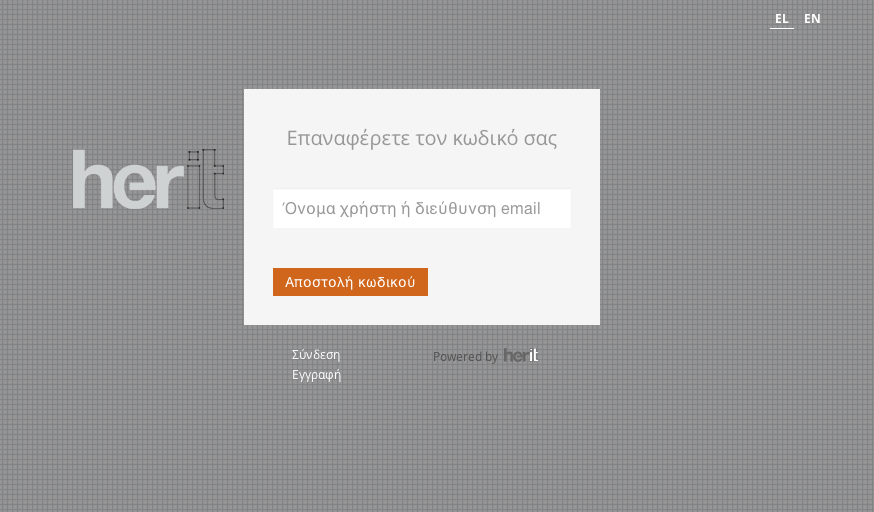 EL EN
herit
Επαναφέρετε τον κωδικό σας
Όνομα χρήστη ή διεύθυνση email
Αποστολή κωδικού
Σύνδεση
Εγγραφή
Powered by herit